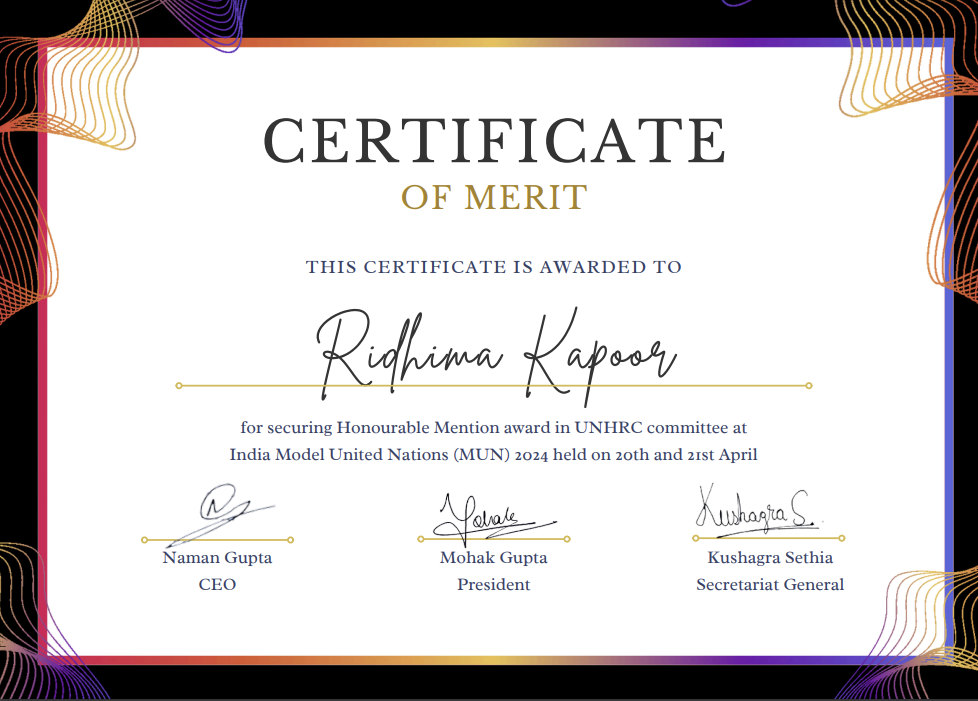 CERTIFICATE
OF MERIT
THIS CERTIFICATE IS AWARDED TO
Ridhima Kapoor
for securing Honourable Mention award in UNHRC committee at
India Model United Nations (MUN) 2024 held on 20th and 21st April
Kushagra S.
Naman Gupta
Mohak Gupta
Kushagra Sethia
CEO
President
Secretariat General